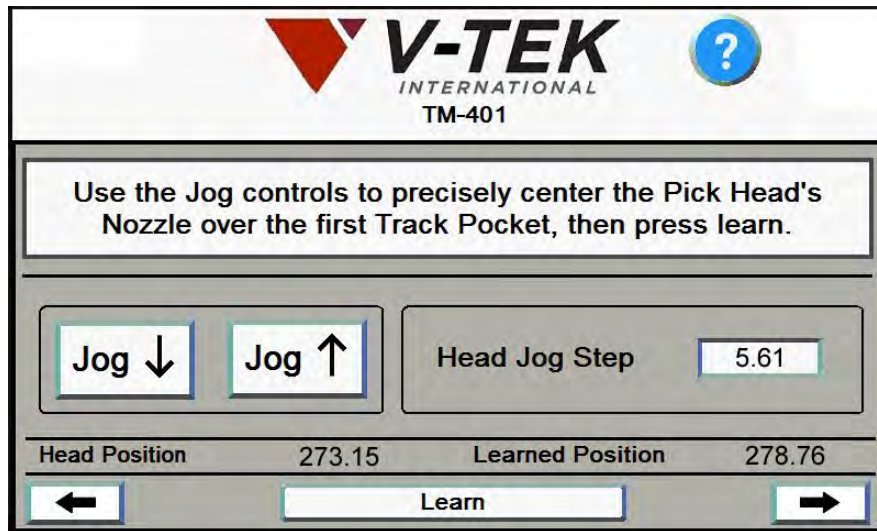 V-TEK
INTERNATIONAL
?
TM-401
Use the Jog controls to precisely center the Pick Head's
Nozzle over the first Track Pocket, then press learn.
Jog ↓ Jog ↑ Head Jog Step 5.61
Head Position 273.15 Learned Position 278.76
← Learn →